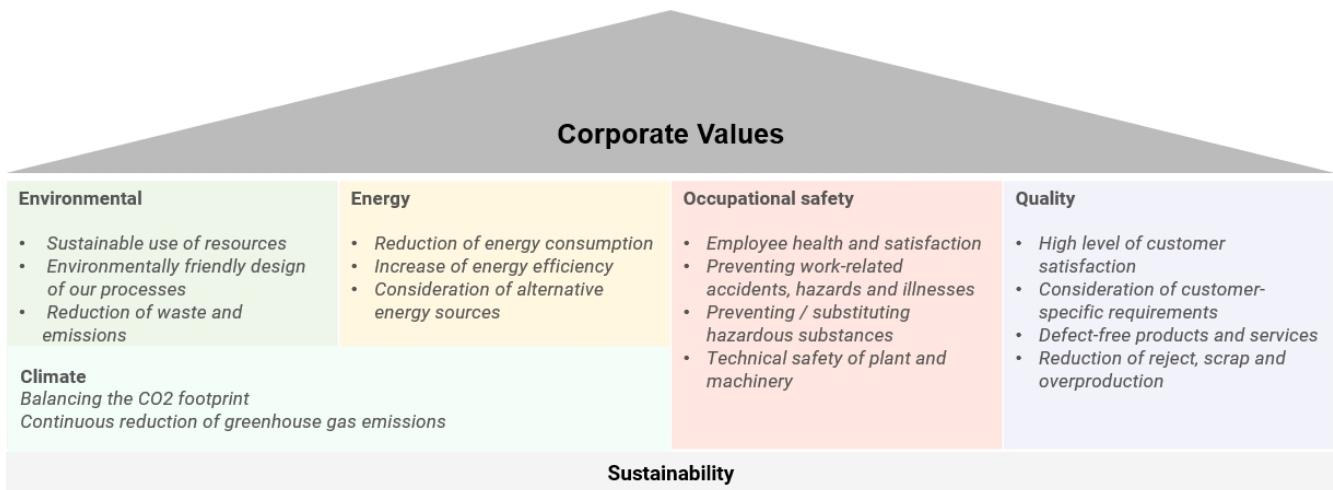 Corporate Values
Environmental
• Sustainable use of resources
• Environmentally friendly design
of our processes
• Reduction of waste and
emissions
Energy
• Reduction of energy consumption
• Increase of energy efficiency
• Consideration of alternative
energy sources
Climate
Balancing the CO2 footprint
Continuous reduction of greenhouse gas emissions
Occupational safety
• Employee health and satisfaction
• Preventing work-related
accidents, hazards and illnesses
• Preventing / substituting
hazardous substances
• Technical safety of plant and
machinery
Quality
• High level of customer
satisfaction
• Consideration of customer-
specific requirements
• Defect-free products and services
• Reduction of reject, scrap and
overproduction
Sustainability